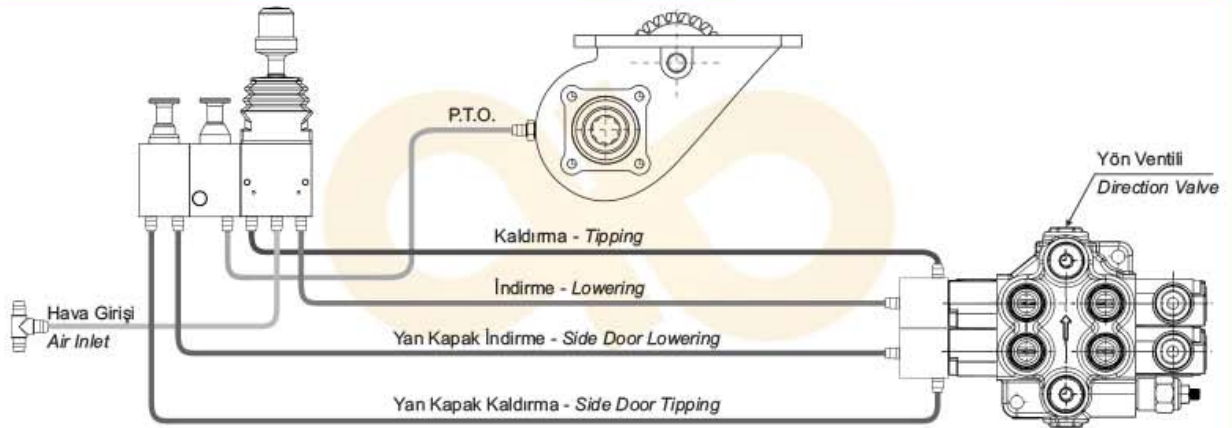 P.T.O.
Yön Ventili
Direction Valve
Kaldırma - Tipping
İndirme - Lowering
Hava Girişi
Air Inlet
Yan Kapak İndirme - Side Door Lowering
Yan Kapak Kaldırma - Side Door Tipping